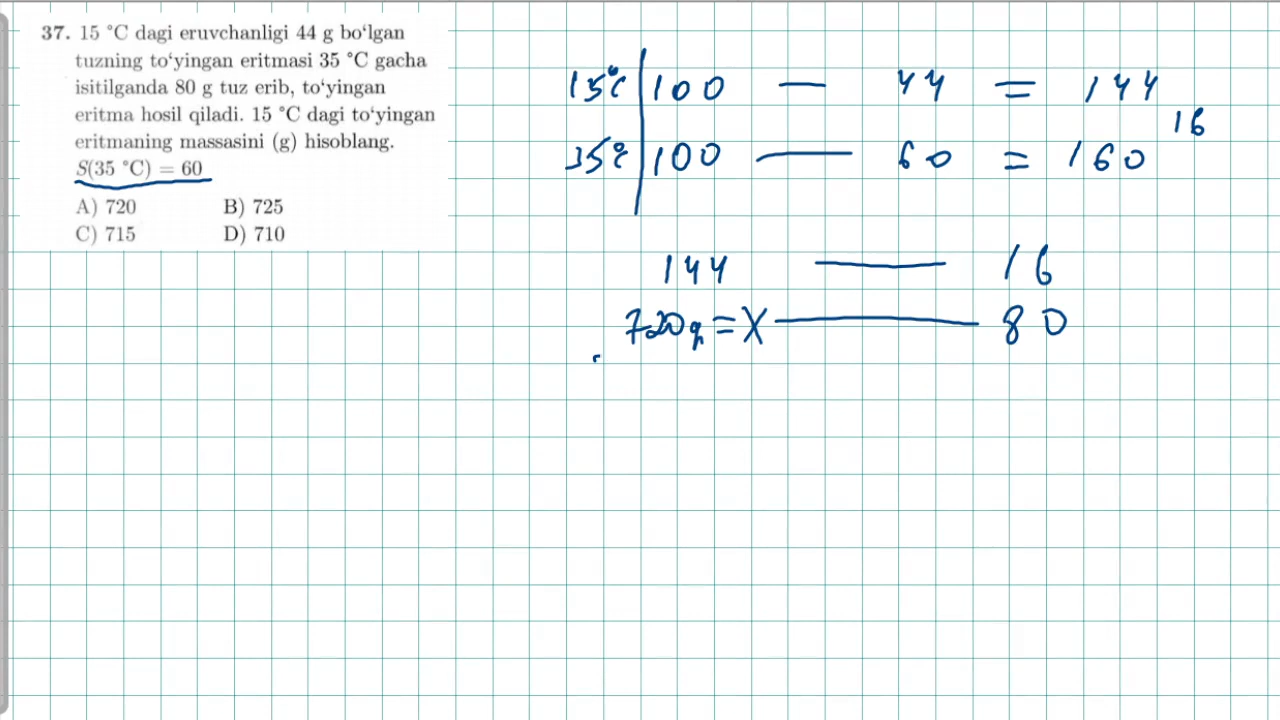 37. 15 °C dagi eruvchanligi 44 g bo‘lgan
tuzning to‘yingan eritmasi 35 °C gacha
isitilganda 80 g tuz erib, to‘yingan
eritma hosil qiladi. 15 °C dagi to‘yingan
eritmaning massasini (g) hisoblang.
S(35 °C) = 60
A) 720 B) 725
C) 715 D) 710
15°C | 100 — 44 = 144
16
35°C | 100 — 60 = 160
144 — 16
720g = X — 80